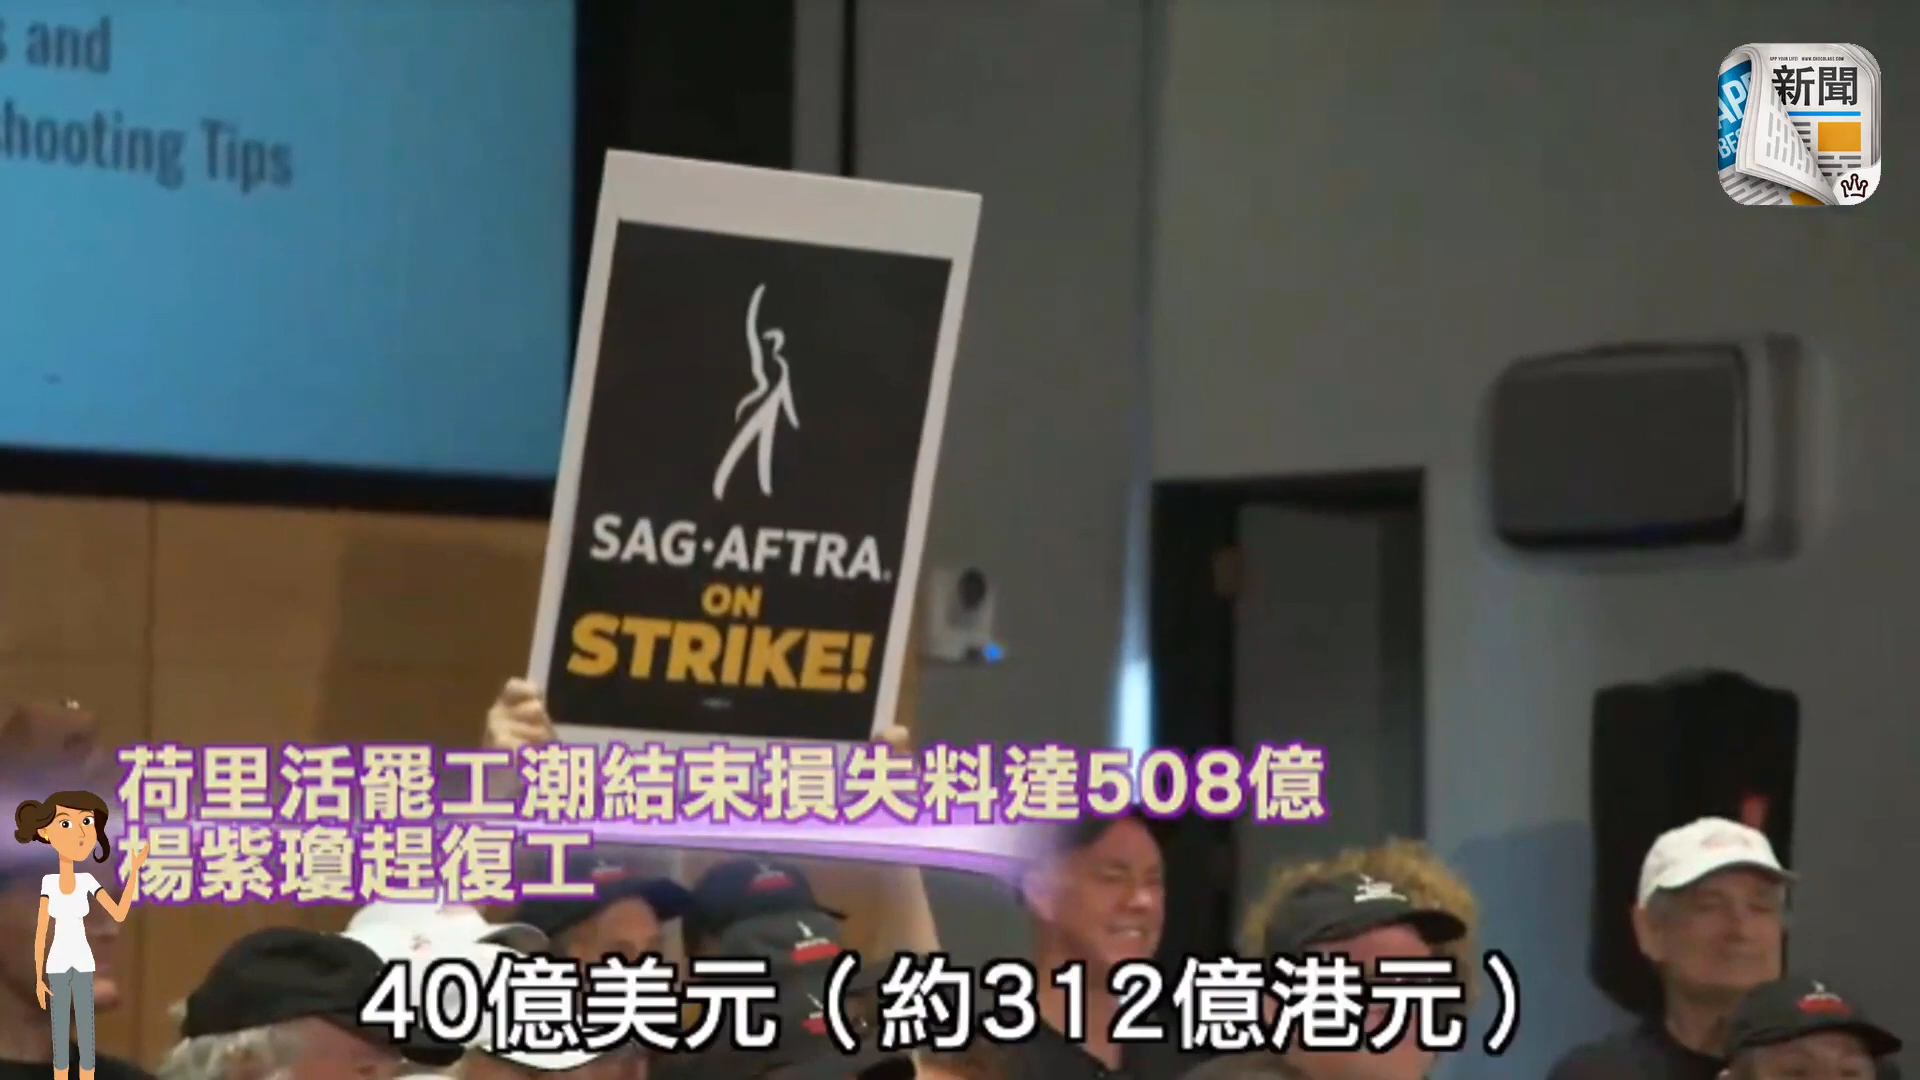 s and
hooting Tips
新聞
SAG·AFTRA
ON
STRIKE!
荷里活罷工潮結束損失料達508億
楊紫瓊趕復工
40億美元（約312億港元）